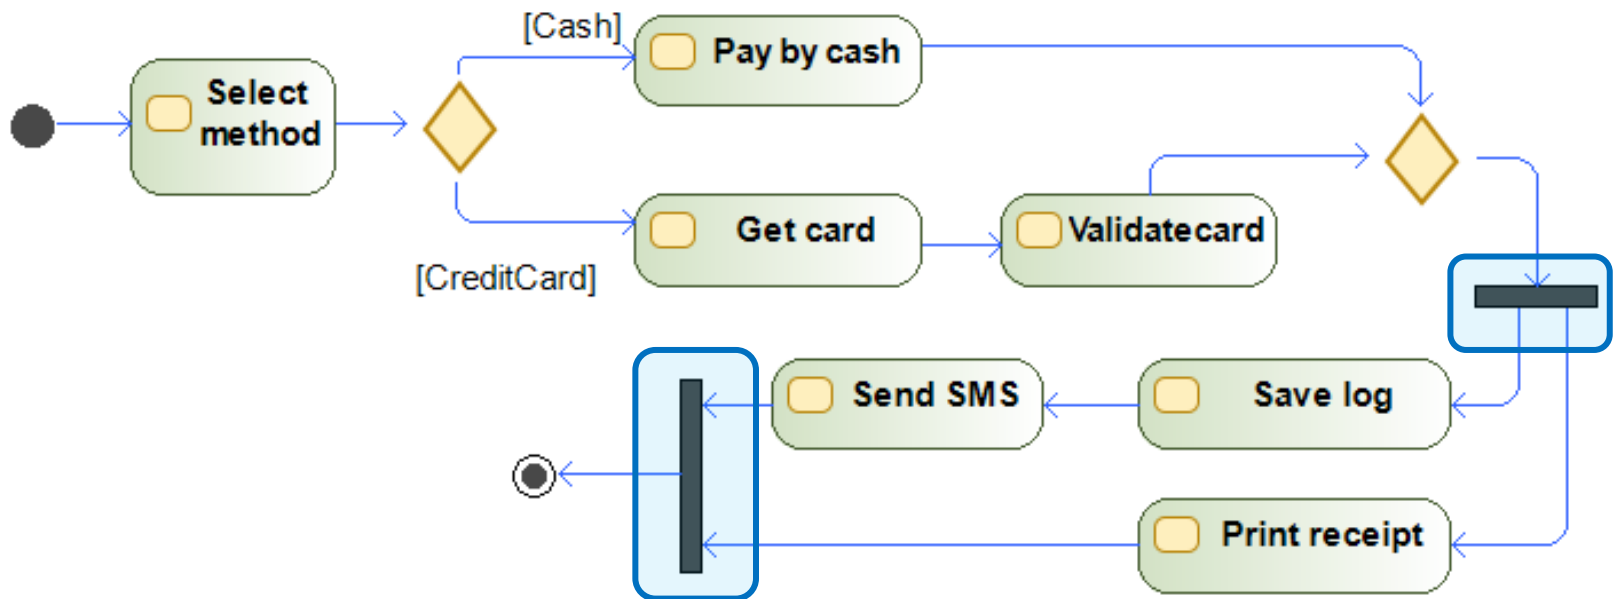 [Cash]
Pay by cash
Select
method
Get card
Validatecard
[CreditCard]
Send SMS
Save log
Print receipt